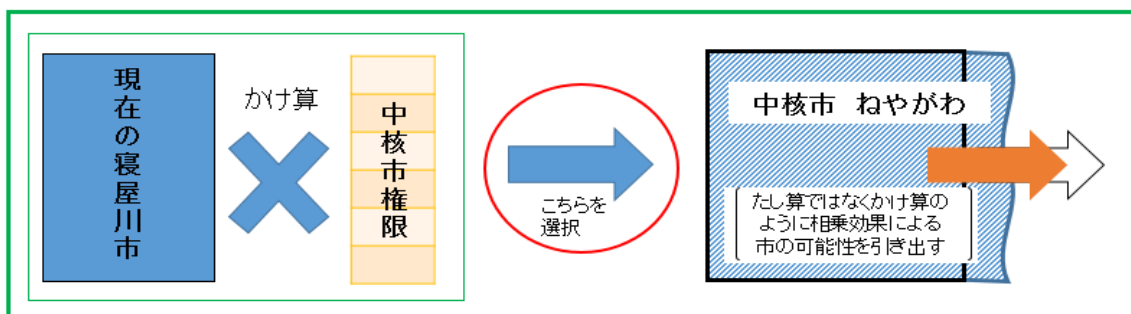 現在の寝屋川市
かけ算
中核市権限
こちらを
選択
中核市 ねやがわ
たし算ではなくかけ算の
ように相乗効果による
市の可能性を引き出す